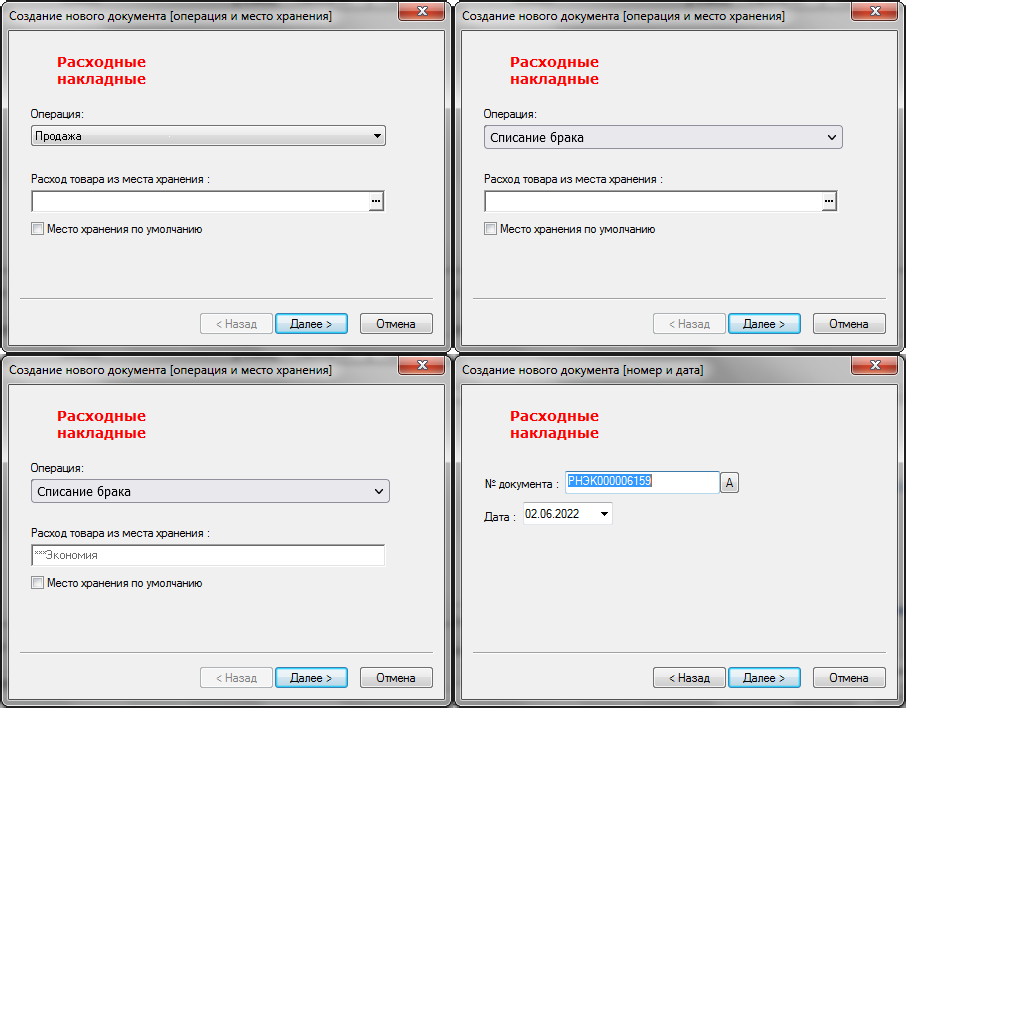 Создание нового документа [операция и место хранения]
Расходные
накладные
Операция:
Продажа
Расход товара из места хранения :
...
Место хранения по умолчанию
< Назад
Далее >
Отмена
Создание нового документа [операция и место хранения]
Расходные
накладные
Операция:
Списание брака
Расход товара из места хранения :
...
Место хранения по умолчанию
< Назад
Далее >
Отмена
Создание нового документа [операция и место хранения]
Расходные
накладные
Операция:
Списание брака
Расход товара из места хранения :
***Экономия
Место хранения по умолчанию
< Назад
Далее >
Отмена
Создание нового документа [номер и дата]
Расходные
накладные
№ документа : РНЭК000006159 А
Дата : 02.06.2022
< Назад
Далее >
Отмена